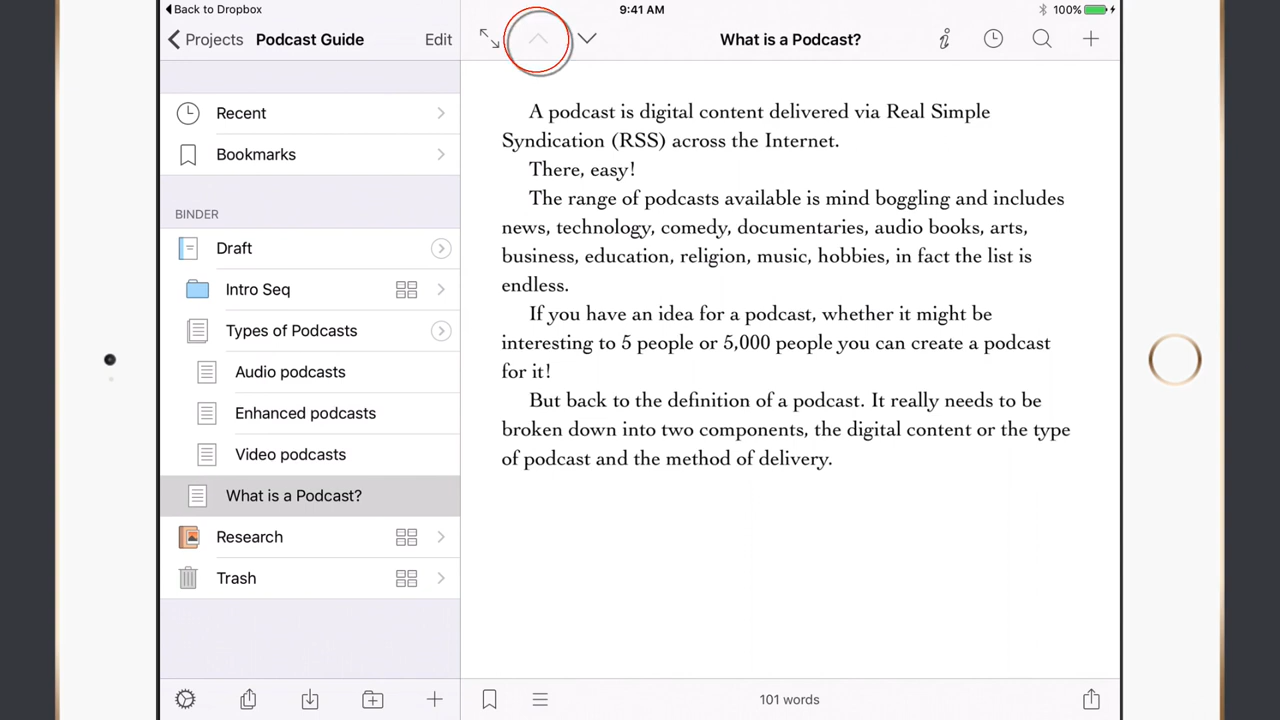 Back to Dropbox
9:41 AM
100%
Projects
Podcast Guide
Edit
What is a Podcast?
Recent
Bookmarks
BINDER
Draft
Intro Seq
Types of Podcasts
Audio podcasts
Enhanced podcasts
Video podcasts
What is a Podcast?
Research
Trash
A podcast is digital content delivered via Real Simple
Syndication (RSS) across the Internet.
There, easy!
The range of podcasts available is mind boggling and includes
news, technology, comedy, documentaries, audio books, arts,
business, education, religion, music, hobbies, in fact the list is
endless.
If you have an idea for a podcast, whether it might be
interesting to 5 people or 5,000 people you can create a podcast
for it!
But back to the definition of a podcast. It really needs to be
broken down into two components, the digital content or the type
of podcast and the method of delivery.
101 words